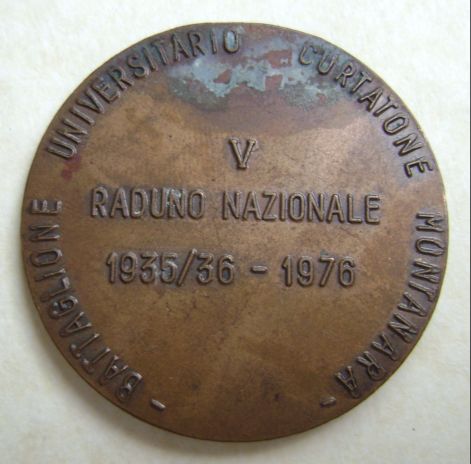 - BATTAGLIONE UNIVERSITARIO CURTATONE MONTANARA -
V
RADUNO NAZIONALE
1935/36 - 1976